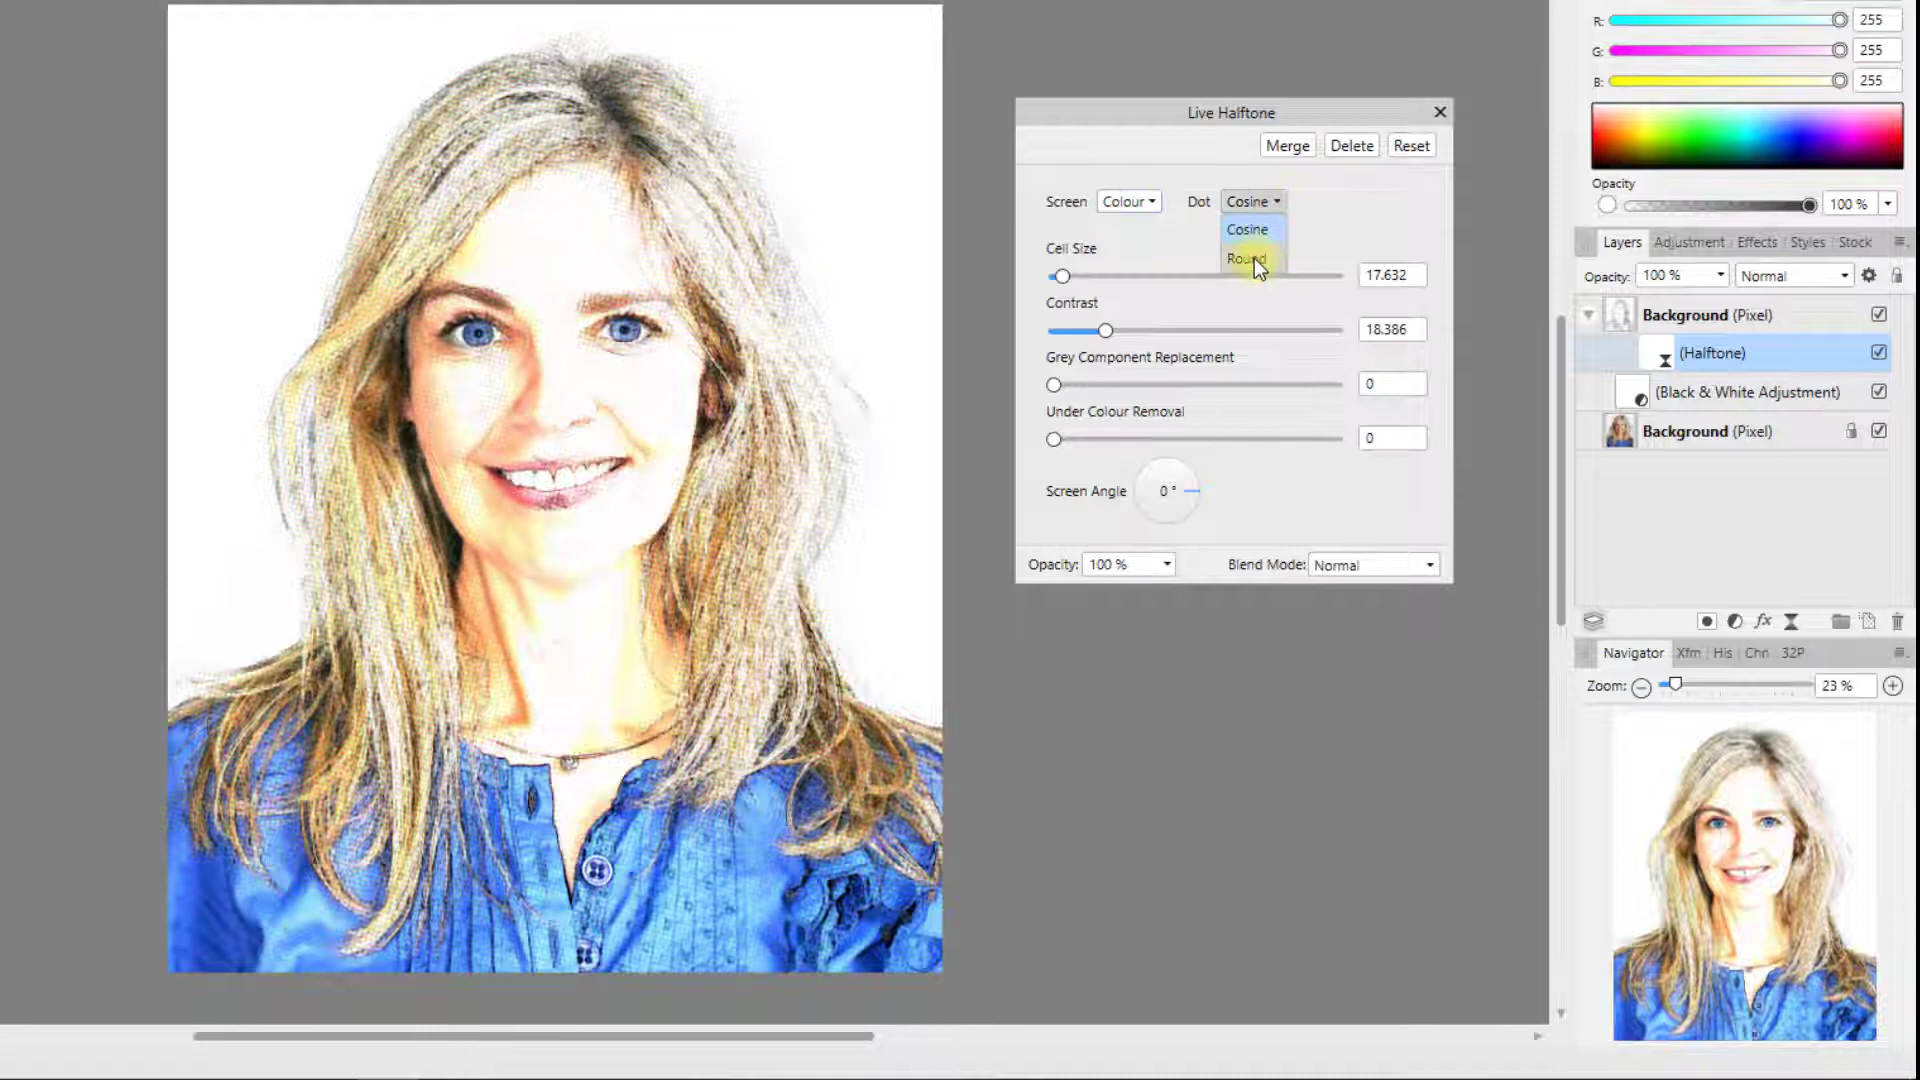 R: 255
G: 255
B: 255
Opacity
100 %
Live Halftone
Merge Delete Reset
Screen Colour Dot Cosine
Cosine
Round
Cell Size
17.632
Contrast
18.386
Grey Component Replacement
0
Under Colour Removal
0
Screen Angle 0 °
Opacity: 100 % Blend Mode: Normal
Layers Adjustment Effects Styles Stock
Opacity: 100 % Normal
Background (Pixel)
(Halftone)
(Black & White Adjustment)
Background (Pixel)
fx
Navigator Xfm His Chn 32P
Zoom: 23 %